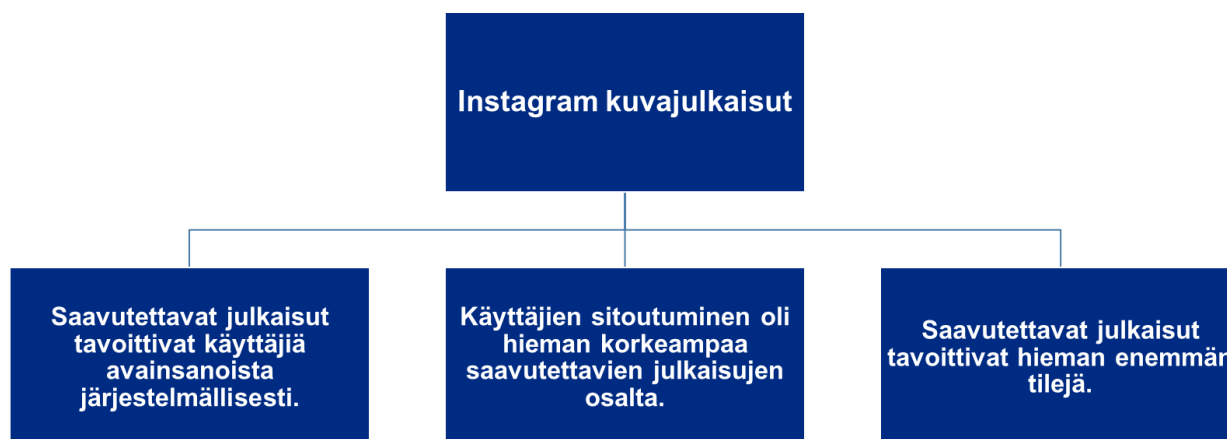 Instagram kuvajulkaisut
Saavutettavat julkaisut
tavoittivat käyttäjiä
avainsanoista
järjestelmällisesti.
Käyttäjien sitoutuminen oli
hieman korkeampaa
saavutettavien julkaisujen
osalta.
Saavutettavat julkaisut
tavoittivat hieman enemmän
tilejä.